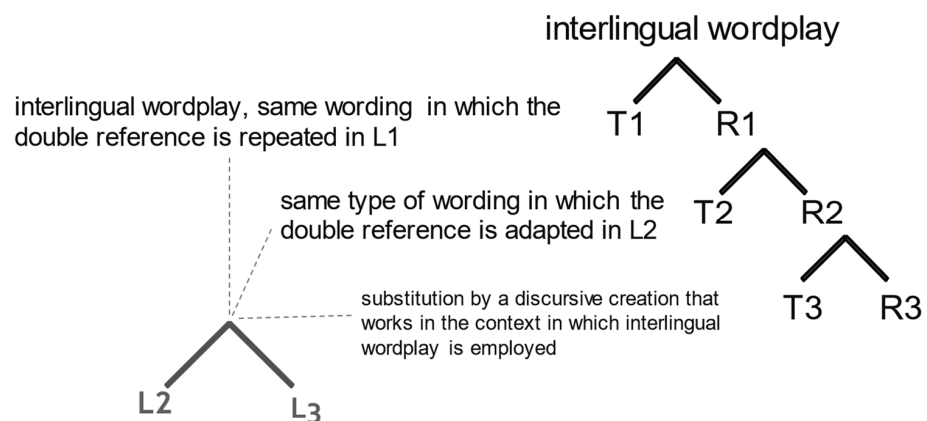 interlingual wordplay
interlingual wordplay, same wording in which the
double reference is repeated in L1
T1 R1
same type of wording in which the
double reference is adapted in L2
T2 R2
substitution by a discursive creation that
works in the context in which interlingual
wordplay is employed
T3 R3
L2 L3